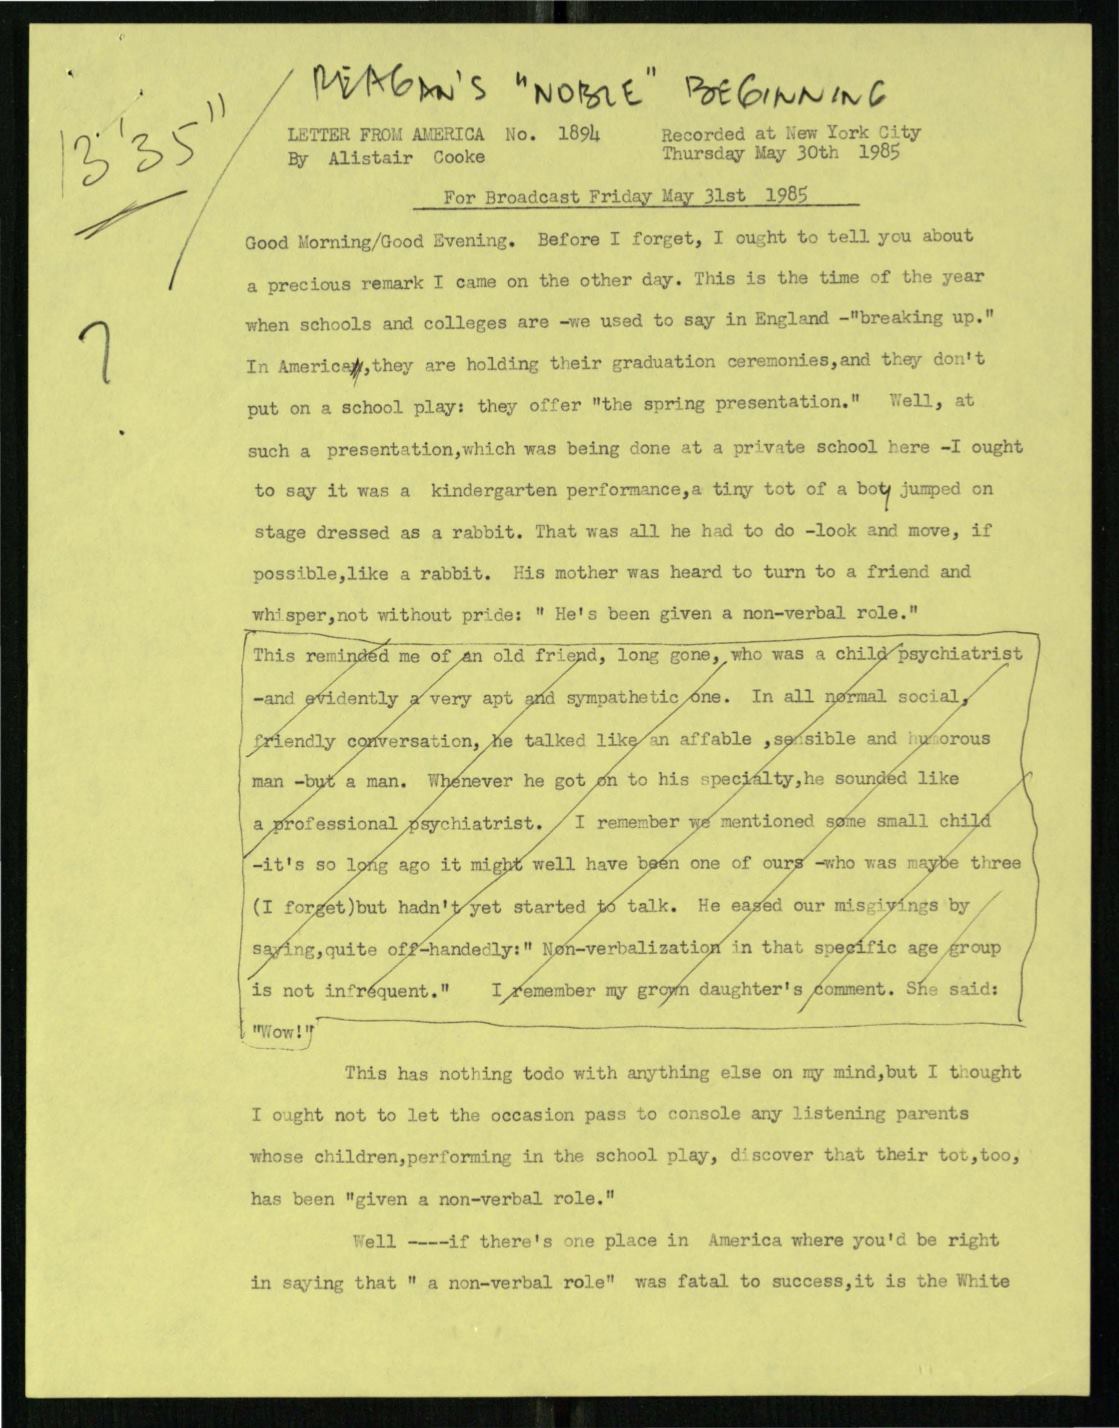 REAGAN'S "NOBLE" BEGINNING
13'35"
LETTER FROM AMERICA No. 1894 Recorded at New York City
By Alistair Cooke Thursday May 30th 1985
For Broadcast Friday May 31st 1985
Good Morning/Good Evening. Before I forget, I ought to tell you about
a precious remark I came on the other day. This is the time of the year
when schools and colleges are -we used to say in England -"breaking up."
?
In America,they are holding their graduation ceremonies,and they don't
put on a school play: they offer "the spring presentation." Well, at
such a presentation,which was being done at a private school here -I ought
to say it was a kindergarten performance,a tiny tot of a boy jumped on
stage dressed as a rabbit. That was all he had to do -look and move, if
possible,like a rabbit. His mother was heard to turn to a friend and
whisper,not without pride: " He's been given a non-verbal role."
This reminded me of an old friend, long gone, who was a child psychiatrist
-and evidently a very apt and sympathetic one. In all normal social,
friendly conversation, he talked like an affable ,sensible and humorous
man -but a man. Whenever he got on to his specialty,he sounded like
a professional psychiatrist. I remember we mentioned some small child
-it's so long ago it might well have been one of ours -who was maybe three
(I forget)but hadn't yet started to talk. He eased our misgivings by
saying,quite off-handedly:" Non-verbalization in that specific age group
is not infrequent." I remember my grown daughter's comment. She said:
"Wow!"
This has nothing todo with anything else on my mind,but I thought
I ought not to let the occasion pass to console any listening parents
whose children,performing in the school play, discover that their tot,too,
has been "given a non-verbal role."
Well ----if there's one place in America where you'd be right
in saying that " a non-verbal role" was fatal to success,it is the White